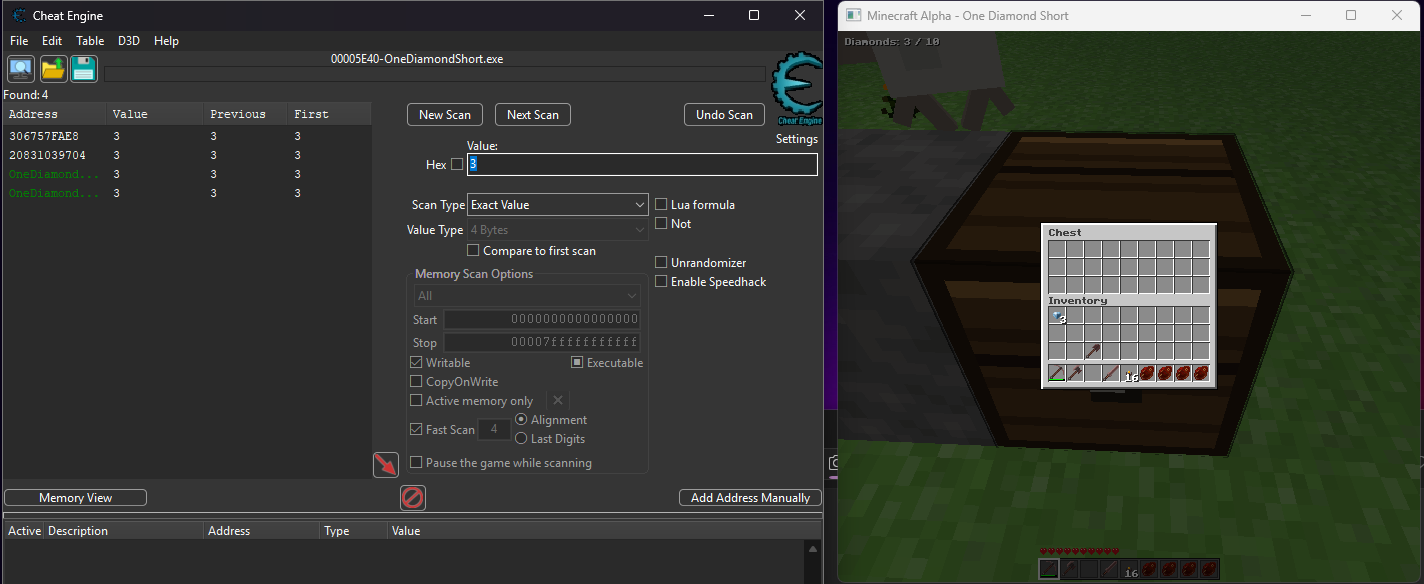 Cheat Engine
File Edit Table D3D Help
00005E40-OneDiamondShort.exe
Cheat Engine
Found: 4
Address Value Previous First
306757FAE8 3 3 3
20831039704 3 3 3
OneDiamond... 3 3 3
OneDiamond... 3 3 3
New Scan Next Scan Undo Scan
Settings
Value:
Hex 3
Scan Type Exact Value
Lua formula
Not
Value Type 4 Bytes
Compare to first scan
Unrandomizer
Enable Speedhack
Memory Scan Options
All
Start 0000000000000000
Stop 00007fffffffffff
Writable Executable
CopyOnWrite
Active memory only
Fast Scan 4 Alignment
Last Digits
Pause the game while scanning
Memory View
Add Address Manually
Active Description Address Type Value
Minecraft Alpha - One Diamond Short
Diamonds: 3 / 10
Chest
Inventory
3
16
16